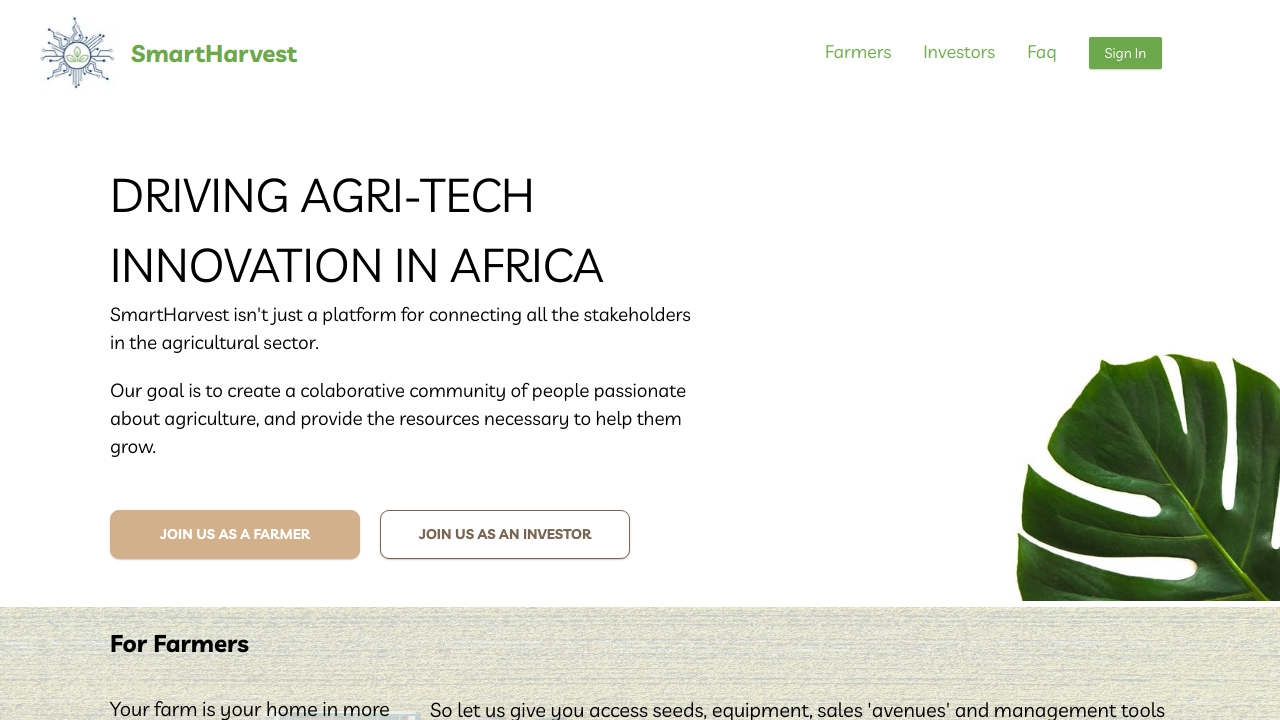 SmartHarvest
Farmers
Investors
Faq
Sign In
DRIVING AGRI-TECH
INNOVATION IN AFRICA
SmartHarvest isn't just a platform for connecting all the stakeholders
in the agricultural sector.
Our goal is to create a colaborative community of people passionate
about agriculture, and provide the resources necessary to help them
grow.
JOIN US AS A FARMER
JOIN US AS AN INVESTOR
For Farmers
Your farm is your home in more
So let us give you access seeds, equipment, sales 'avenues' and management tools